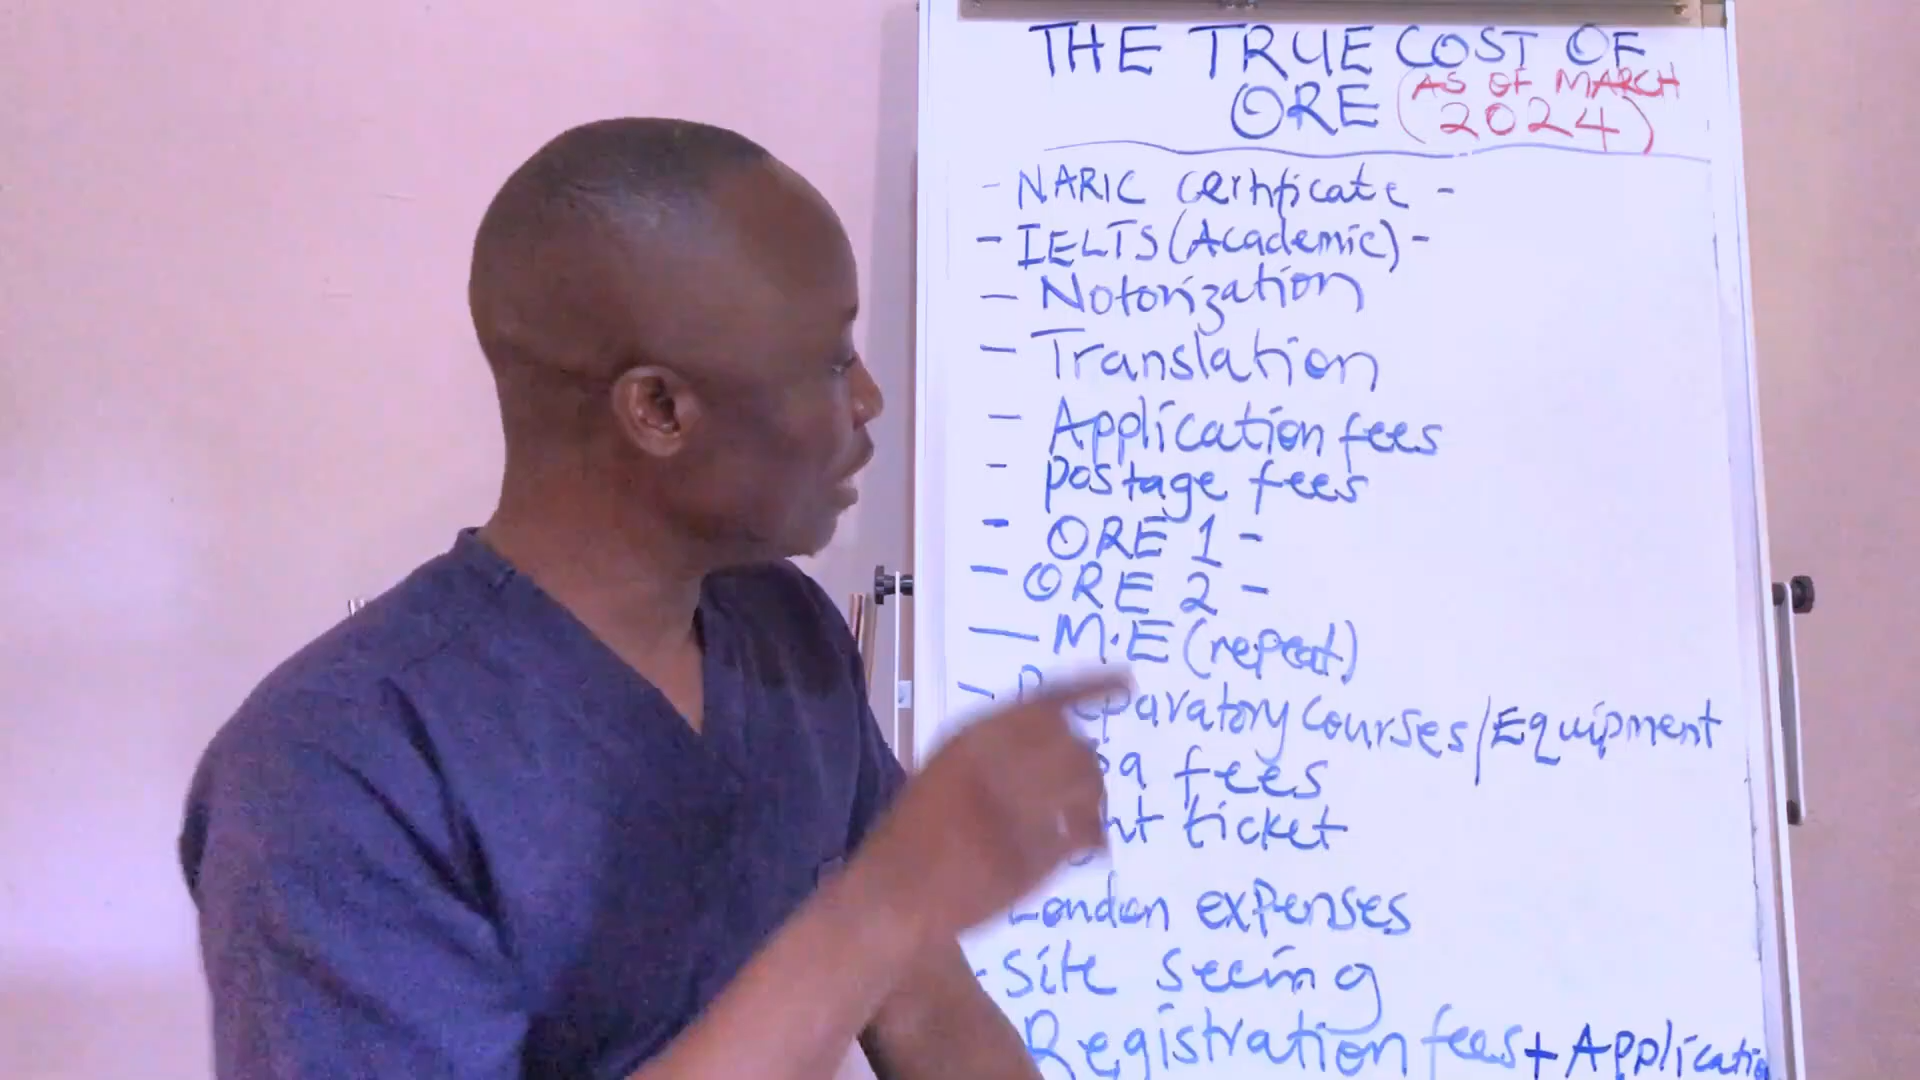 THE TRUE COST OF
ORE (AS OF MARCH
2024)
- NARIC certificate -
- IELTS (Academic) -
- Notorization
- Translation
- Application fees
- postage fees
- ORE 1 -
- ORE 2 -
- M.E (repeat)
- Courses/Equipment
fees
ticket
London expenses
- Site seeing
Registration fees + Applicatio